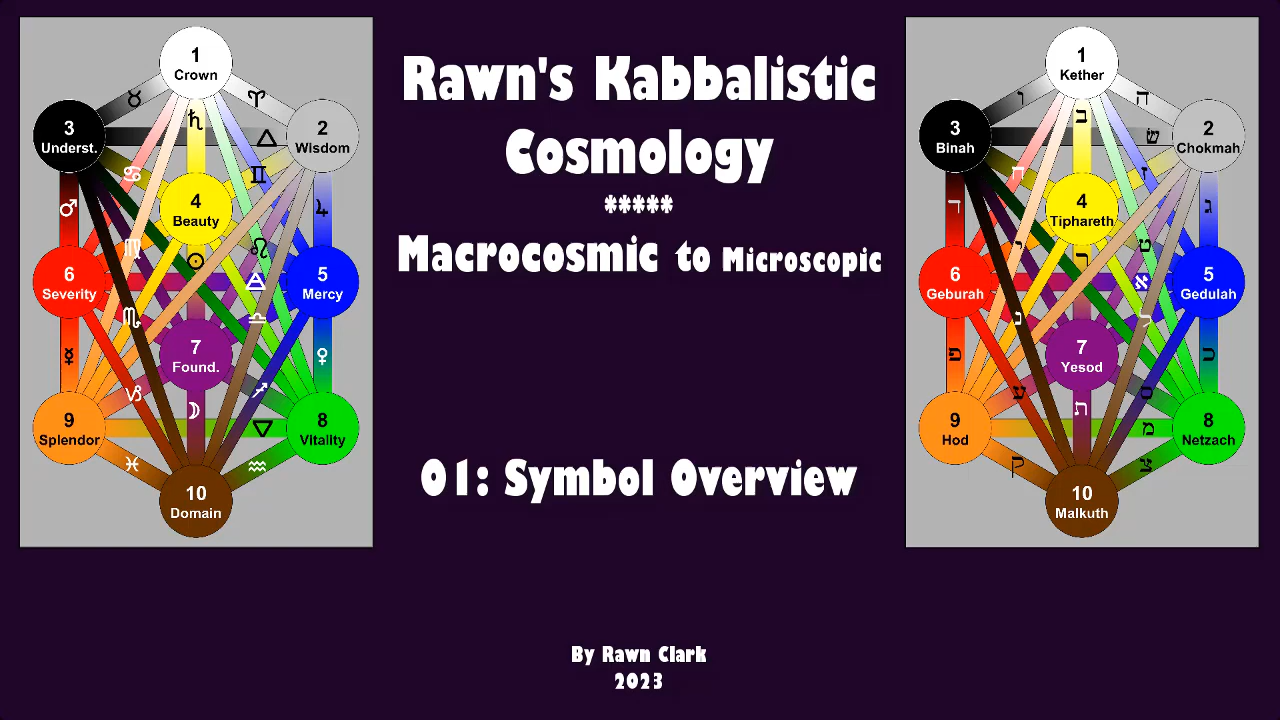 Rawn's Kabbalistic
Cosmology
*****
Macrocosmic to Microscopic
01: Symbol Overview
By Rawn Clark
2023
1
Crown
♉ ♈
3
Underst.
♄
△
2
Wisdom
♋ ♊
♂
4
Beauty
♃
♍ ☉ ♌
6
Severity
5
Mercy
♏ ♎
☿
7
Found.
♀
♑ ☽ ♐
9
Splendor
▽
8
Vitality
♓ ♒
10
Domain
1
Kether
ו ה
3
Binah
ב
ש
2
Chokmah
ח ז
4
Tiphareth
ג
י ר ט
6
Geburah
א
5
Gedulah
נ
פ
7
Yesod
ע ת ס
9
Hod
מ
8
Netzach
ק צ
10
Malkuth